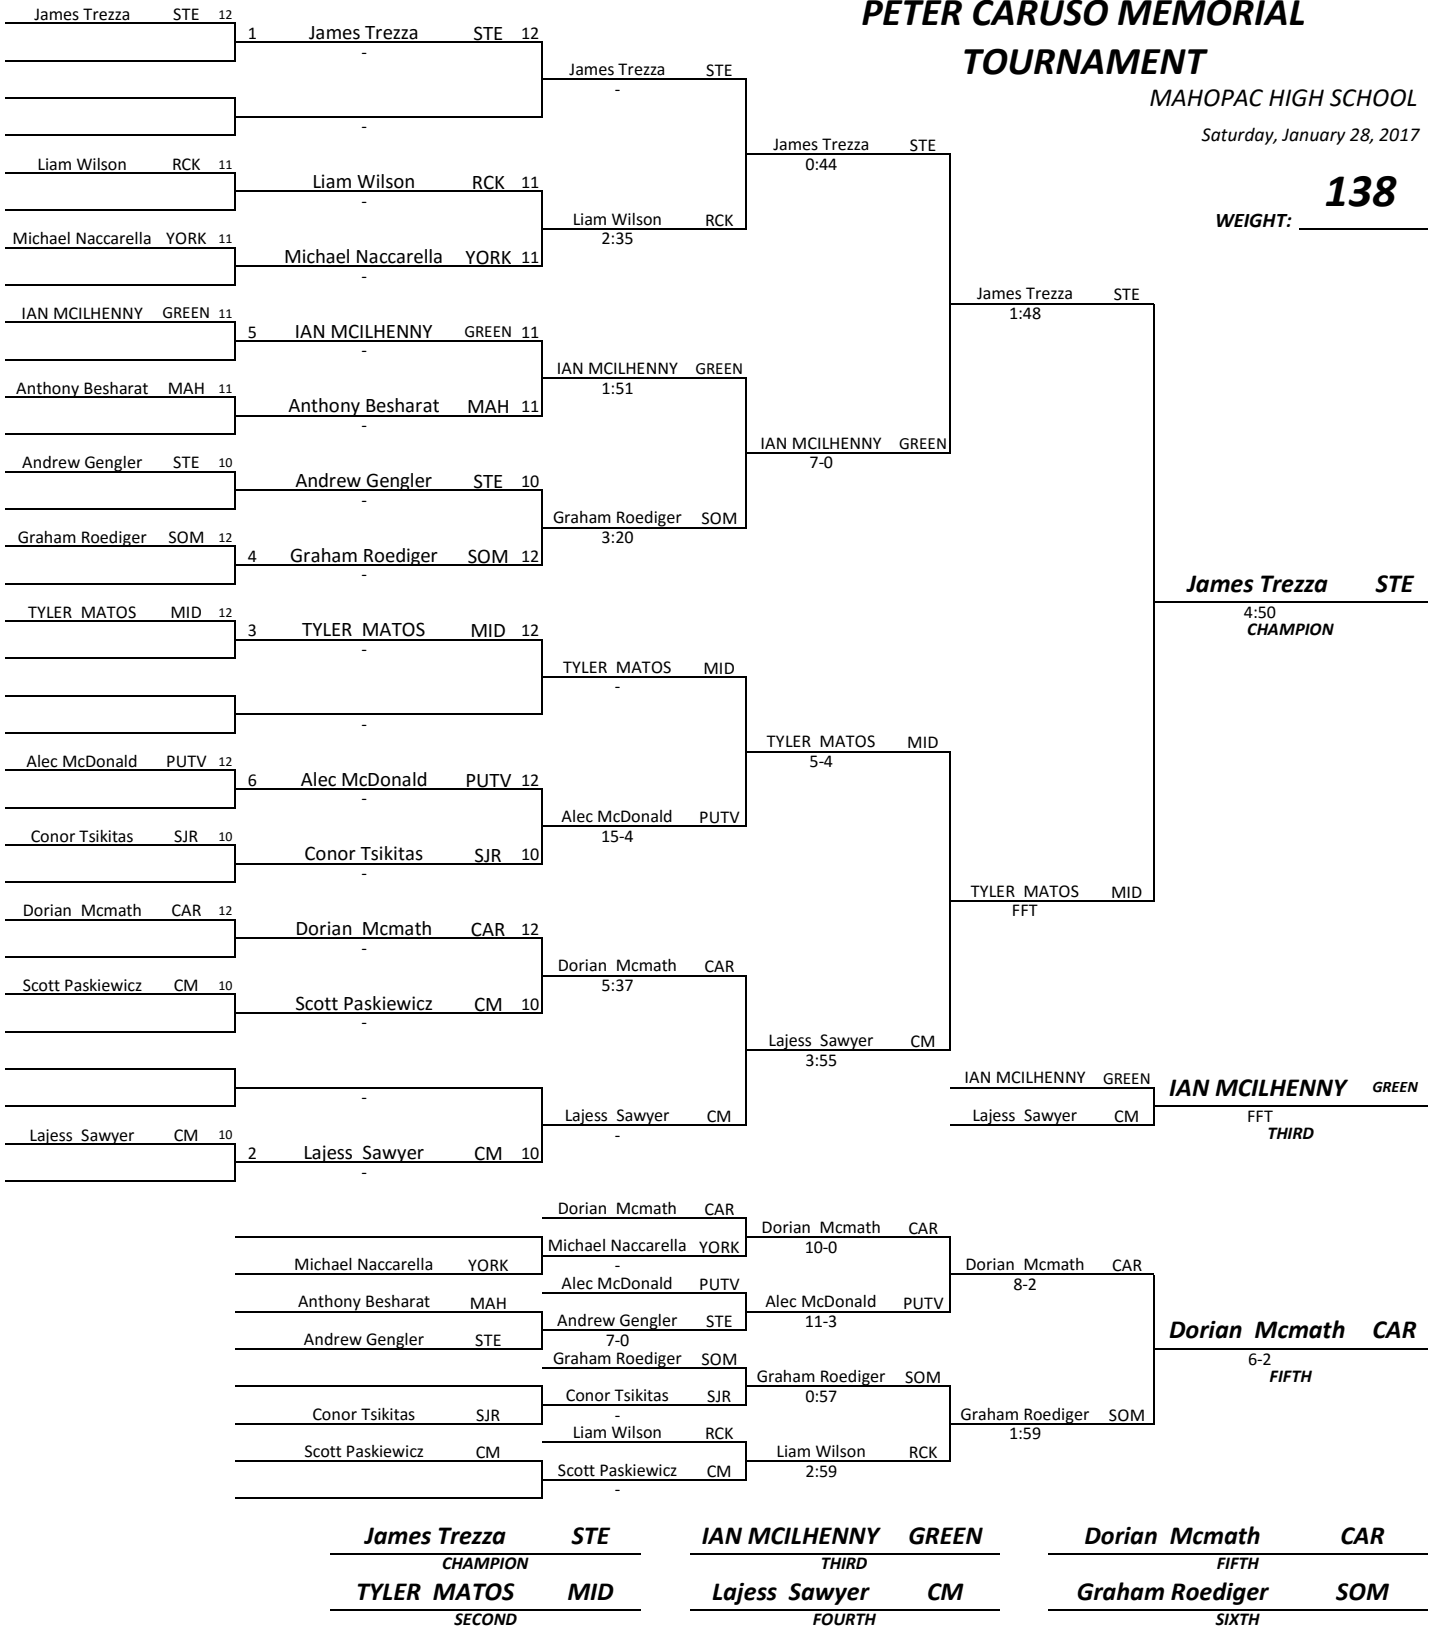 PETER CARUSO MEMORIAL
TOURNAMENT
MAHOPAC HIGH SCHOOL
Saturday, January 28, 2017
138
WEIGHT:
James Trezza STE 12
1 James Trezza STE 12
-
James Trezza STE
-
-
James Trezza STE
0:44
Liam Wilson RCK 11
Liam Wilson RCK 11
-
Liam Wilson RCK
2:35
Michael Naccarella YORK 11
Michael Naccarella YORK 11
-
James Trezza STE
1:48
IAN MCILHENNY GREEN 11
5 IAN MCILHENNY GREEN 11
-
IAN MCILHENNY GREEN
1:51
Anthony Besharat MAH 11
Anthony Besharat MAH 11
-
IAN MCILHENNY GREEN
7-0
Andrew Gengler STE 10
Andrew Gengler STE 10
-
Graham Roediger SOM
3:20
Graham Roediger SOM 12
4 Graham Roediger SOM 12
-
James Trezza STE
4:50
CHAMPION
TYLER MATOS MID 12
3 TYLER MATOS MID 12
-
TYLER MATOS MID
-
-
TYLER MATOS MID
5-4
Alec McDonald PUTV 12
6 Alec McDonald PUTV 12
-
Alec McDonald PUTV
15-4
Conor Tsikitas SJR 10
Conor Tsikitas SJR 10
-
TYLER MATOS MID
FFT
Dorian Mcmath CAR 12
Dorian Mcmath CAR 12
-
Dorian Mcmath CAR
5:37
Scott Paskiewicz CM 10
Scott Paskiewicz CM 10
-
Lajess Sawyer CM
3:55
-
Lajess Sawyer CM
-
Lajess Sawyer CM 10
2 Lajess Sawyer CM 10
-
IAN MCILHENNY GREEN
Lajess Sawyer CM
IAN MCILHENNY GREEN
FFT
THIRD
Dorian Mcmath CAR
Dorian Mcmath CAR
10-0
Michael Naccarella YORK
-
Michael Naccarella YORK
Dorian Mcmath CAR
8-2
Alec McDonald PUTV
Alec McDonald PUTV
11-3
Anthony Besharat MAH
Andrew Gengler STE
7-0
Andrew Gengler STE
Dorian Mcmath CAR
6-2
FIFTH
Graham Roediger SOM
Graham Roediger SOM
0:57
Conor Tsikitas SJR
-
Conor Tsikitas SJR
Graham Roediger SOM
1:59
Liam Wilson RCK
Liam Wilson RCK
2:59
Scott Paskiewicz CM
Scott Paskiewicz CM
-
James Trezza STE IAN MCILHENNY GREEN Dorian Mcmath CAR
CHAMPION THIRD FIFTH
TYLER MATOS MID Lajess Sawyer CM Graham Roediger SOM
SECOND FOURTH SIXTH